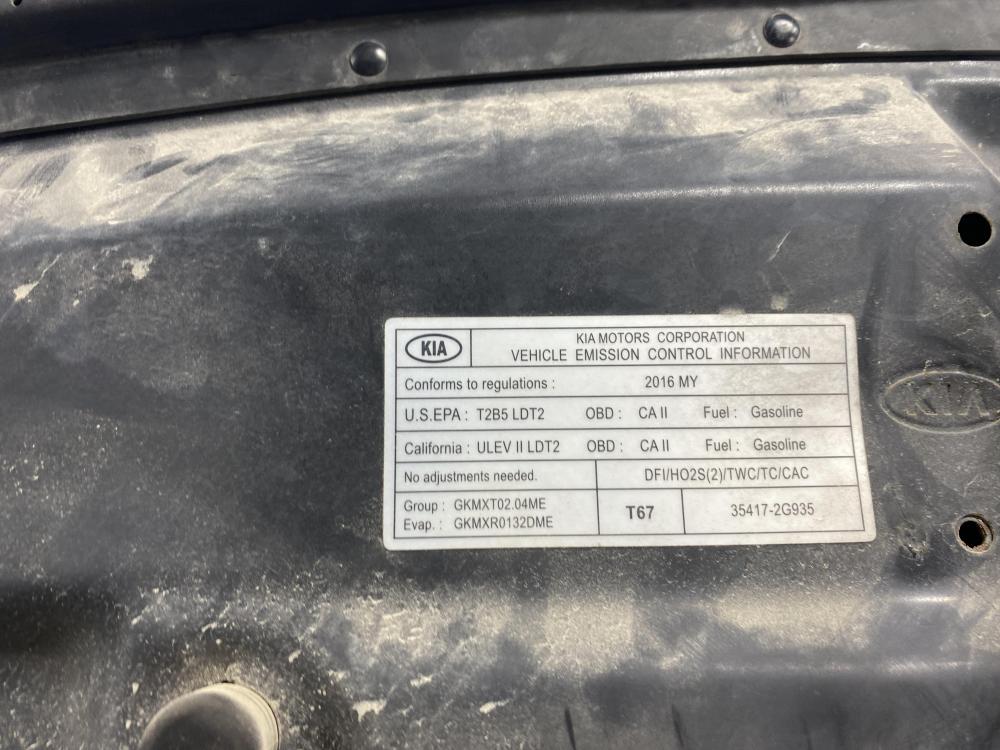 KIA
KIA MOTORS CORPORATION
VEHICLE EMISSION CONTROL INFORMATION
Conforms to regulations : 2016 MY
U.S.EPA : T2B5 LDT2 OBD : CA II Fuel : Gasoline
California : ULEV II LDT2 OBD : CA II Fuel : Gasoline
No adjustments needed. DFI/HO2S(2)/TWC/TC/CAC
Group : GKMXT02.04ME
Evap. : GKMXR0132DME
T67
35417-2G935
KIA